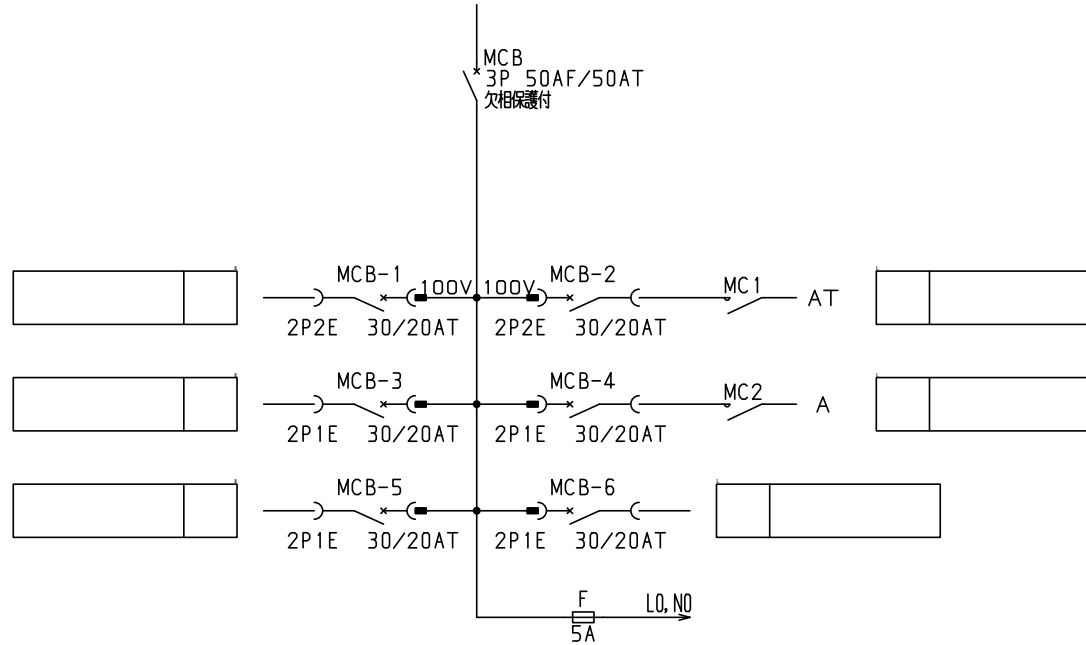 MCB
3P 50AF/50AT
欠相保護付
MCB-1
100V
100V
MCB-2
MC1
AT
2P2E
30/20AT
2P2E
30/20AT
MCB-3
MCB-4
MC2
A
2P1E
30/20AT
2P1E
30/20AT
MCB-5
MCB-6
2P1E
30/20AT
2P1E
30/20AT
F
L0,N0
5A